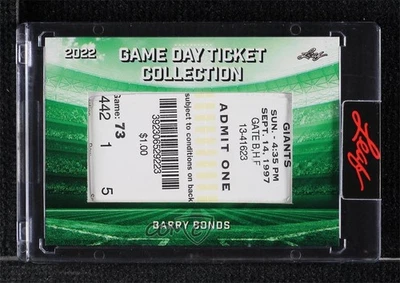 2022
GAME DAY TICKET
COLLECTION
Leaf
Game: 73
442 1 5
subject to conditions on back
392306529223
$1.00
ADMIT ONE
GIANTS
SUN. - 4:35 PM
SEPT. 14, 1997
GATE B,H F
13-41623
BARRY BONDS
Leaf